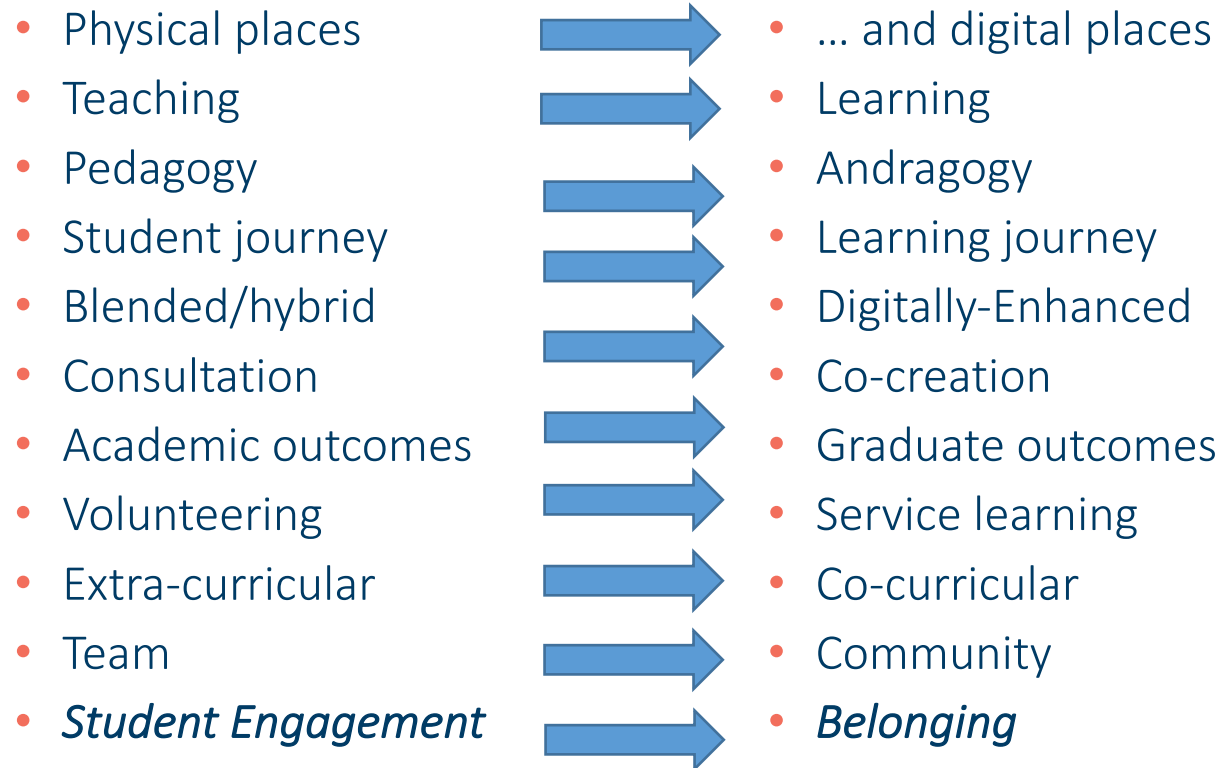 • Physical places
• ... and digital places
• Teaching
• Learning
• Pedagogy
• Andragogy
• Student journey
• Learning journey
• Blended/hybrid
• Digitally-Enhanced
• Consultation
• Co-creation
• Academic outcomes
• Graduate outcomes
• Volunteering
• Service learning
• Extra-curricular
• Co-curricular
• Team
• Community
• Student Engagement
• Belonging